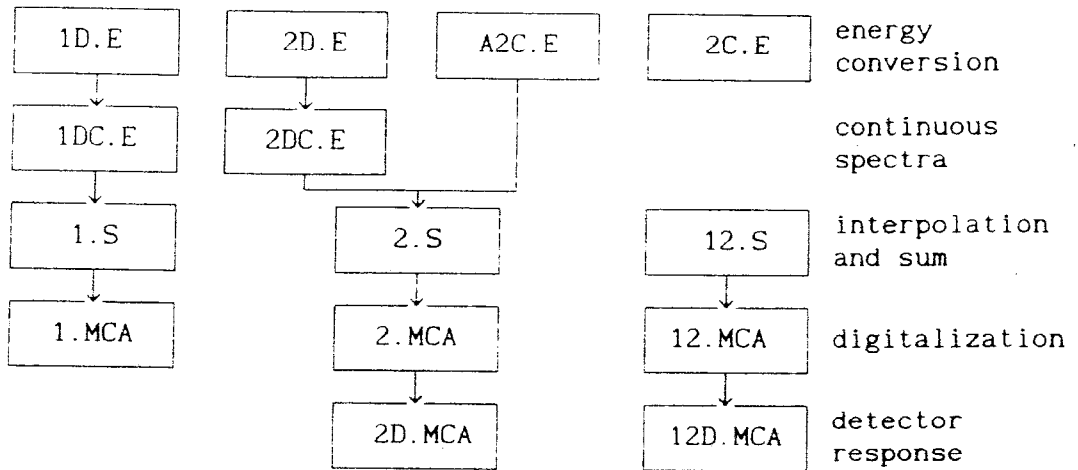 1D.E 2D.E A2C.E 2C.E energy
conversion
1DC.E 2DC.E continuous
spectra
1.S 2.S 12.S interpolation
and sum
1.MCA 2.MCA 12.MCA digitalization
2D.MCA 12D.MCA detector
response